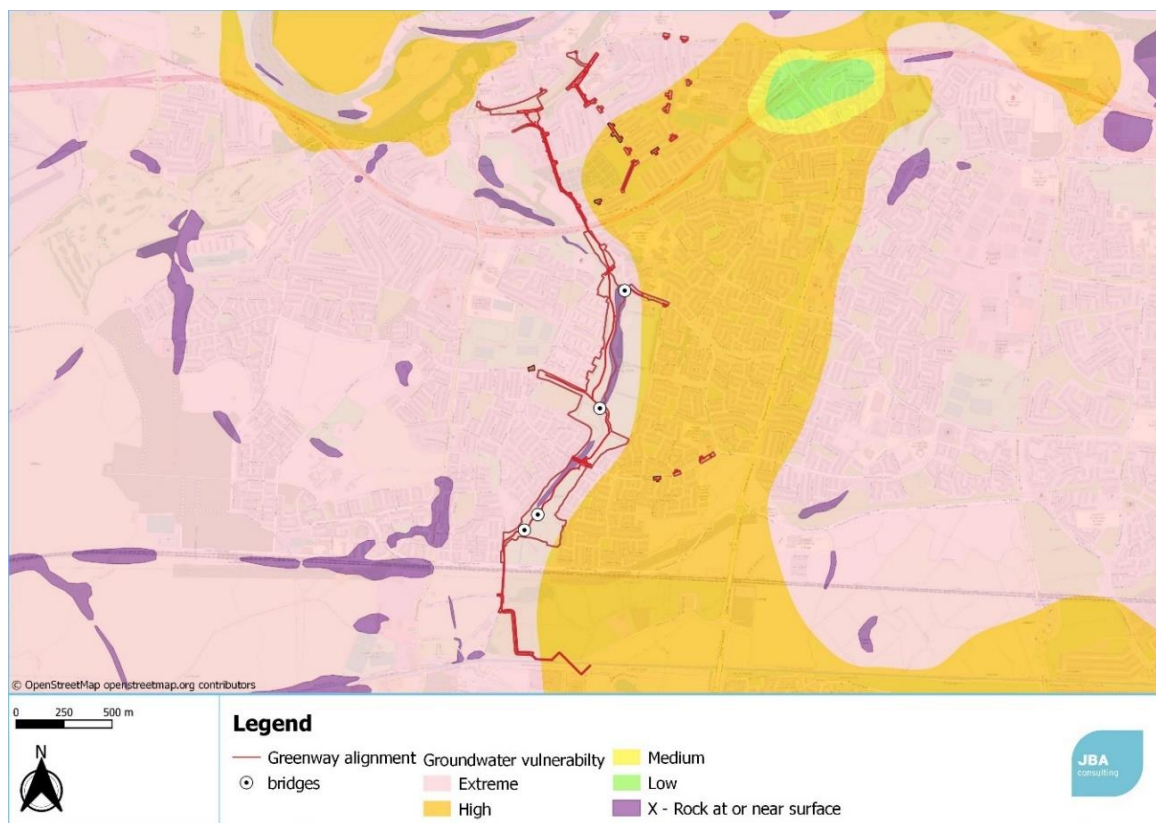 © OpenStreetMap openstreetmap.org contributors
0 250 500 m
N
Legend
Greenway alignment
bridges
Groundwater vulnerabilty
Extreme
High
Medium
Low
X - Rock at or near surface
JBA
consulting